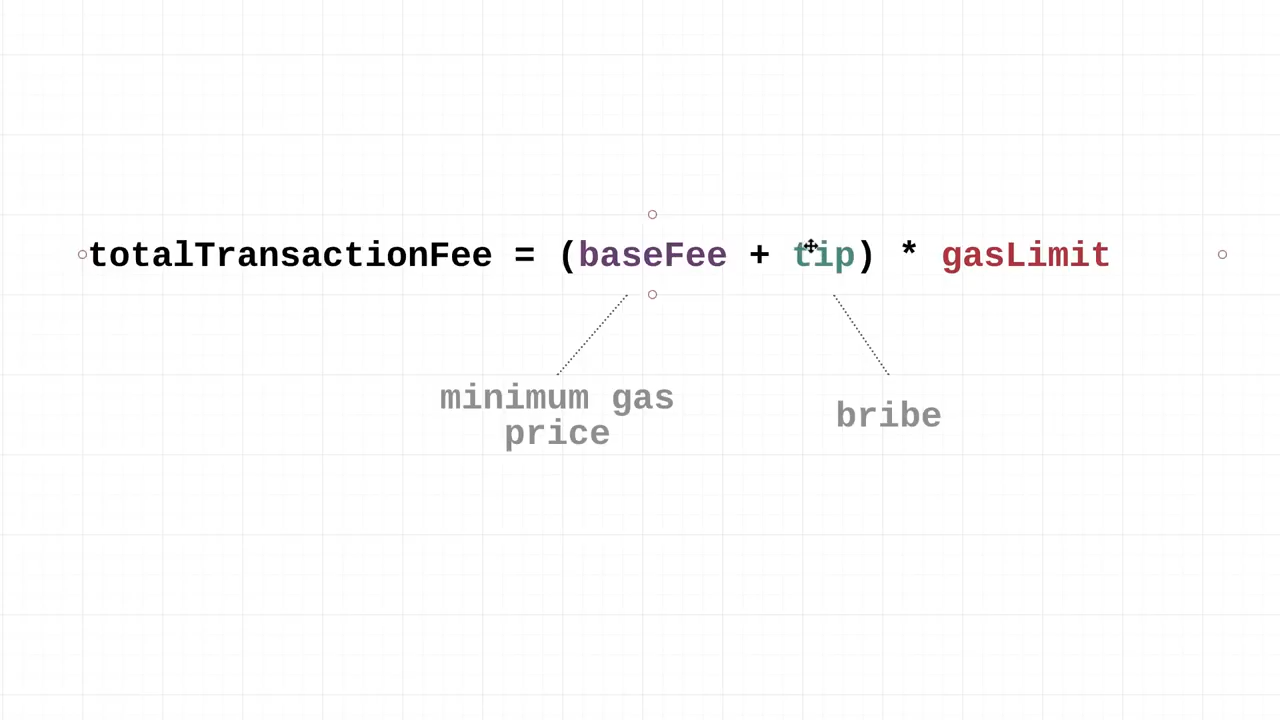 totalTransactionFee = (baseFee + tip) * gasLimit
minimum gas
price
bribe